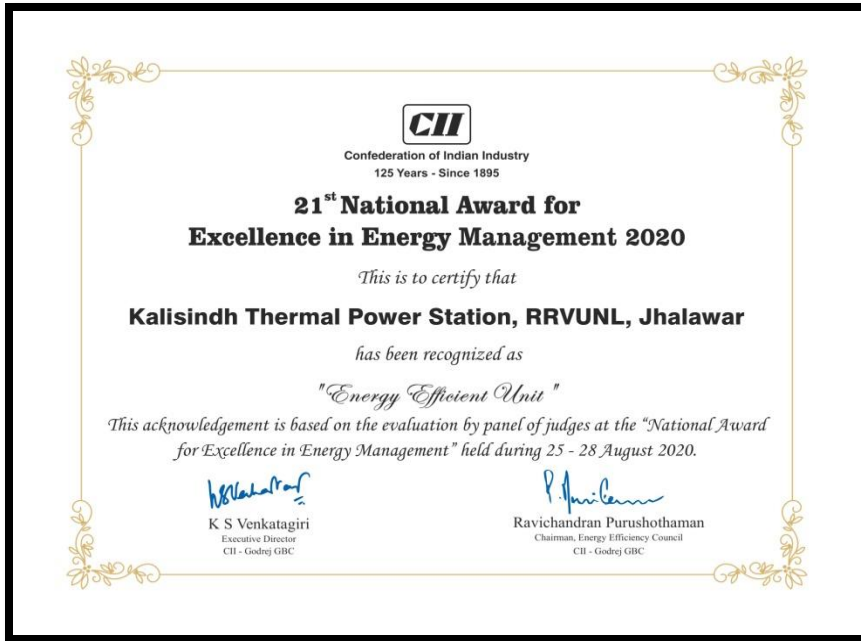 CII
Confederation of Indian Industry
125 Years - Since 1895
21st National Award for
Excellence in Energy Management 2020
This is to certify that
Kalisindh Thermal Power Station, RRVUNL, Jhalawar
has been recognized as
"Energy Efficient Unit"
This acknowledgement is based on the evaluation by panel of judges at the “National Award
for Excellence in Energy Management” held during 25 - 28 August 2020.
K S Venkatagiri
Executive Director
CII - Godrej GBC
Ravichandran Purushothaman
Chairman, Energy Efficiency Council
CII - Godrej GBC